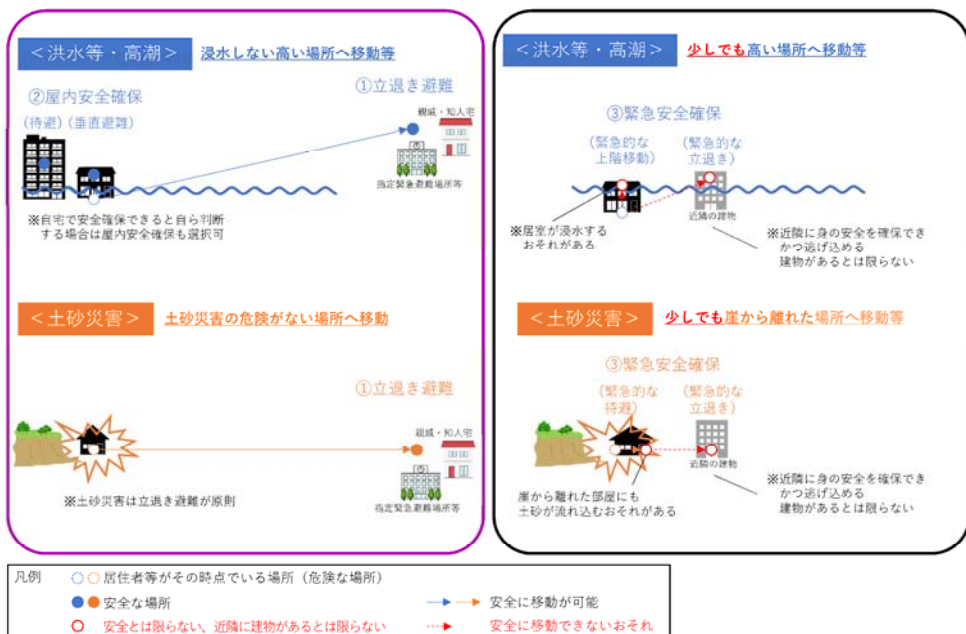 ＜洪水等・高潮＞ 浸水しない高い場所へ移動等
①立退き避難
②屋内安全確保
(待避)(垂直避難)
親戚・知人宅
指定緊急避難場所等
※自宅で安全確保できると自ら判断
する場合は屋内安全確保も選択可
＜土砂災害＞ 土砂災害の危険がない場所へ移動
①立退き避難
親戚・知人宅
指定緊急避難場所等
※土砂災害は立退き避難が原則
＜洪水等・高潮＞ 少しでも高い場所へ移動等
③緊急安全確保
(緊急的な
上階移動)
(緊急的な
立退き)
近隣の建物
※居室が浸水する
おそれがある
※近隣に身の安全を確保でき
かつ逃げ込める
建物があるとは限らない
＜土砂災害＞ 少しでも崖から離れた場所へ移動等
③緊急安全確保
(緊急的な
待避)
(緊急的な
立退き)
近隣の建物
崖から離れた部屋にも
土砂が流れ込むおそれがある
※近隣に身の安全を確保でき
かつ逃げ込める
建物があるとは限らない
凡例 居住者等がその時点でいる場所（危険な場所）
安全な場所 安全に移動が可能
安全とは限らない、近隣に建物があるとは限らない 安全に移動できないおそれ